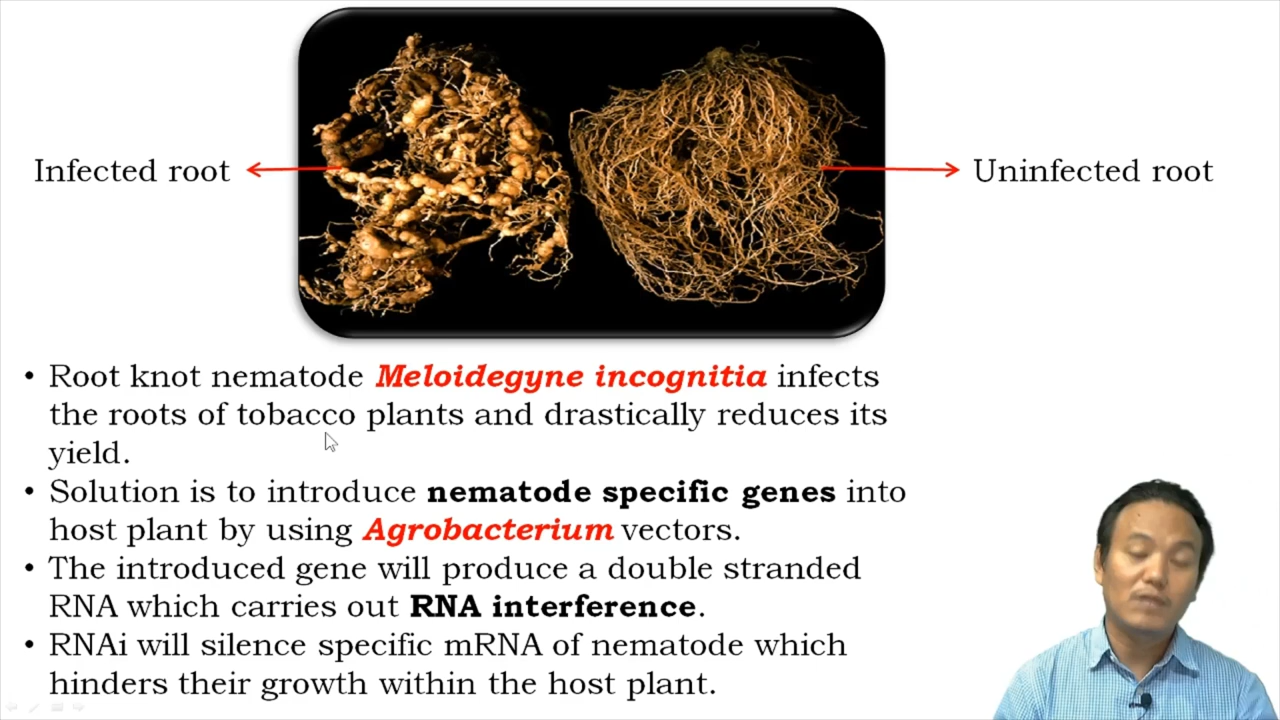 Infected root
Uninfected root
• Root knot nematode Meloidegyne incognitia infects
the roots of tobacco plants and drastically reduces its
yield.
• Solution is to introduce nematode specific genes into
host plant by using Agrobacterium vectors.
• The introduced gene will produce a double stranded
RNA which carries out RNA interference.
• RNAi will silence specific mRNA of nematode which
hinders their growth within the host plant.